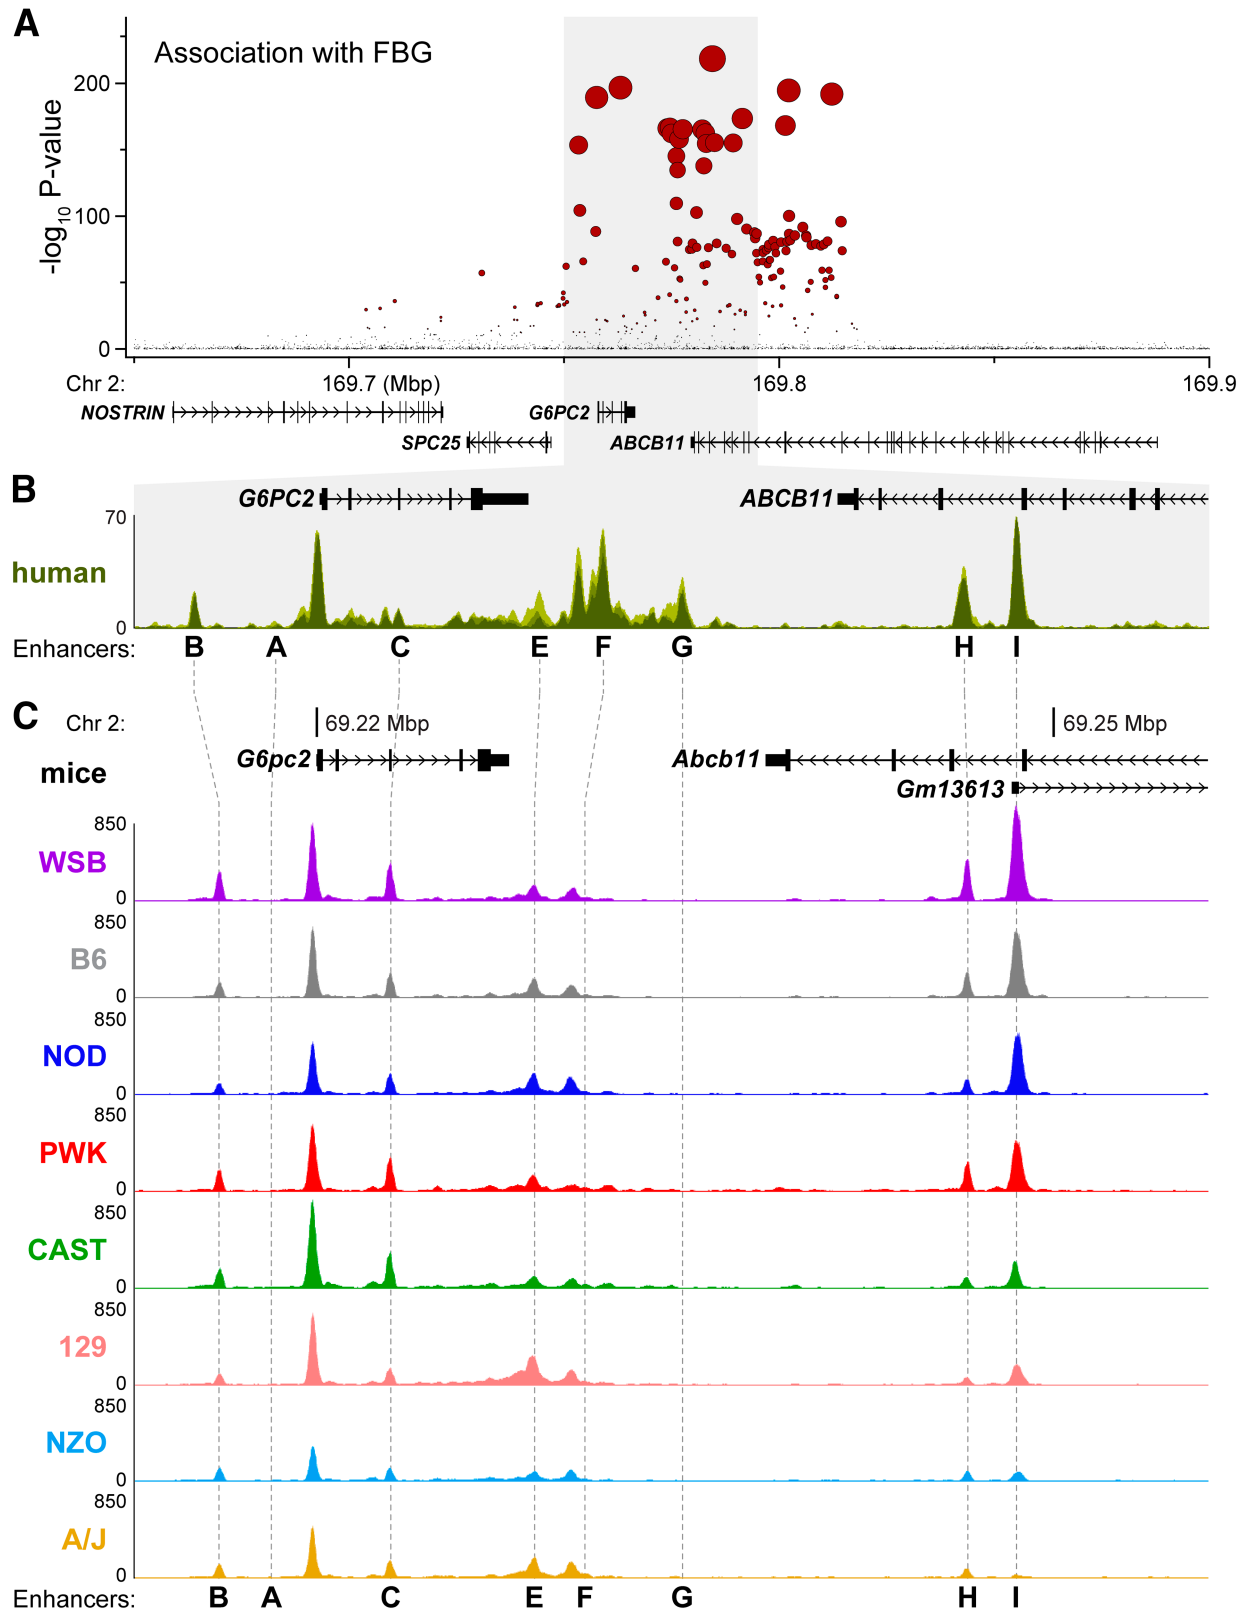 A
Association with FBG
200
100
0
-log10 P-value
Chr 2:
169.7 (Mbp)
169.8
169.9
NOSTRIN
G6PC2
SPC25
ABCB11
B
G6PC2
ABCB11
70
human
0
Enhancers:
B A C E F G H I
C
Chr 2:
69.22 Mbp
69.25 Mbp
G6pc2
Abcb11
mice
Gm13613
850
WSB
0
850
B6
0
850
NOD
0
850
PWK
0
850
CAST
0
850
129
0
850
NZO
0
850
A/J
0
Enhancers:
B A C E F G H I